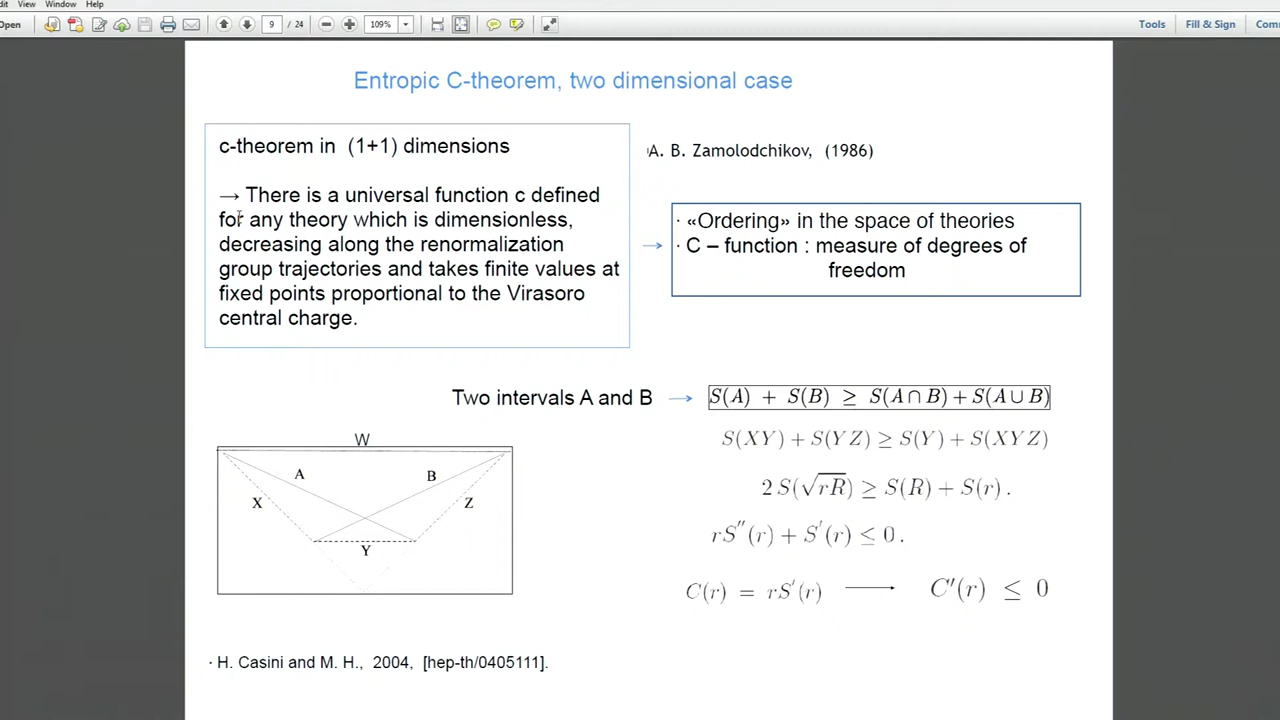 dit View Window Help
Open 9 / 24 109% Tools Fill & Sign Com
Entropic C-theorem, two dimensional case
c-theorem in (1+1) dimensions
→ There is a universal function c defined
for any theory which is dimensionless,
decreasing along the renormalization
group trajectories and takes finite values at
fixed points proportional to the Virasoro
central charge.
A. B. Zamolodchikov, (1986)
· «Ordering» in the space of theories
· C – function : measure of degrees of
freedom
Two intervals A and B → S(A) + S(B) ≥ S(A ∩ B) + S(A ∪ B)
S(XY) + S(YZ) ≥ S(Y) + S(XYZ)
2 S(√rR) ≥ S(R) + S(r) .
rS″(r) + S′(r) ≤ 0 .
C(r) = rS′(r) → C′(r) ≤ 0
W
A B
X Z
Y
· H. Casini and M. H., 2004, [hep-th/0405111].